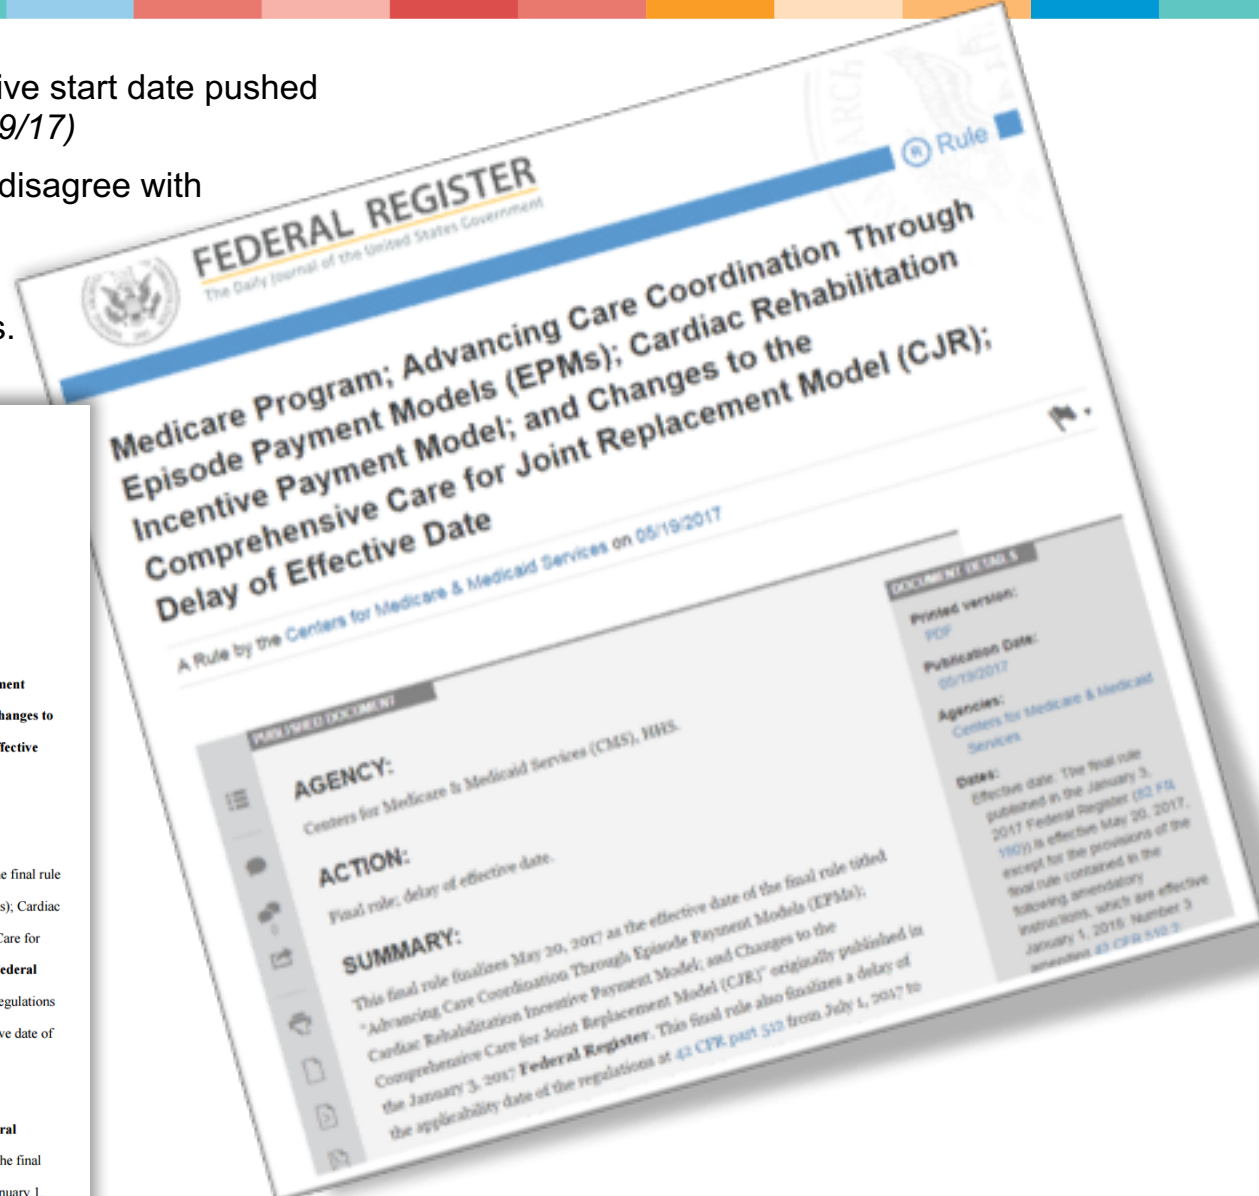 ive start date pushed
9/17)
disagree with
s.
FEDERAL REGISTER
The Daily Journal of the United States Government
ARCH
R Rule
Medicare Program; Advancing Care Coordination Through
Episode Payment Models (EPMs); Cardiac Rehabilitation
Incentive Payment Model; and Changes to the
Comprehensive Care for Joint Replacement Model (CJR);
Delay of Effective Date
A Rule by the Centers for Medicare & Medicaid Services on 05/19/2017
PUBLISHED DOCUMENT
AGENCY:
Centers for Medicare & Medicaid Services (CMS), HHS.
ACTION:
Final rule; delay of effective date.
SUMMARY:
This final rule finalizes May 20, 2017 as the effective date of the final rule titled
"Advancing Care Coordination Through Episode Payment Models (EPMs);
Cardiac Rehabilitation Incentive Payment Model; and Changes to the
Comprehensive Care for Joint Replacement Model (CJR)" originally published in
the January 3, 2017 Federal Register. This final rule also finalizes a delay of
the applicability date of the regulations at 42 CFR part 512 from July 1, 2017 to
DOCUMENT DETAILS
Printed version:
PDF
Publication Date:
05/19/2017
Agencies:
Centers for Medicare & Medicaid
Services
Dates:
Effective date: The final rule
published in the January 3,
2017 Federal Register (82 FR
180)) is effective May 20, 2017,
except for the provisions of the
final rule contained in the
following amendatory
instructions, which are effective
January 1, 2018. Number 3
amending 42 CFR 510.2;
ment
hanges to
ffective
e final rule
s); Cardiac
Care for
ederal
egulations
ve date of
ral
he final
nuary 1